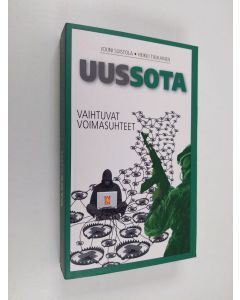 JOUNI SUISTOLA • HEIKKI TIILIKAINEN
UUSSOTA
VAIHTUVAT
VOIMASUHTEET